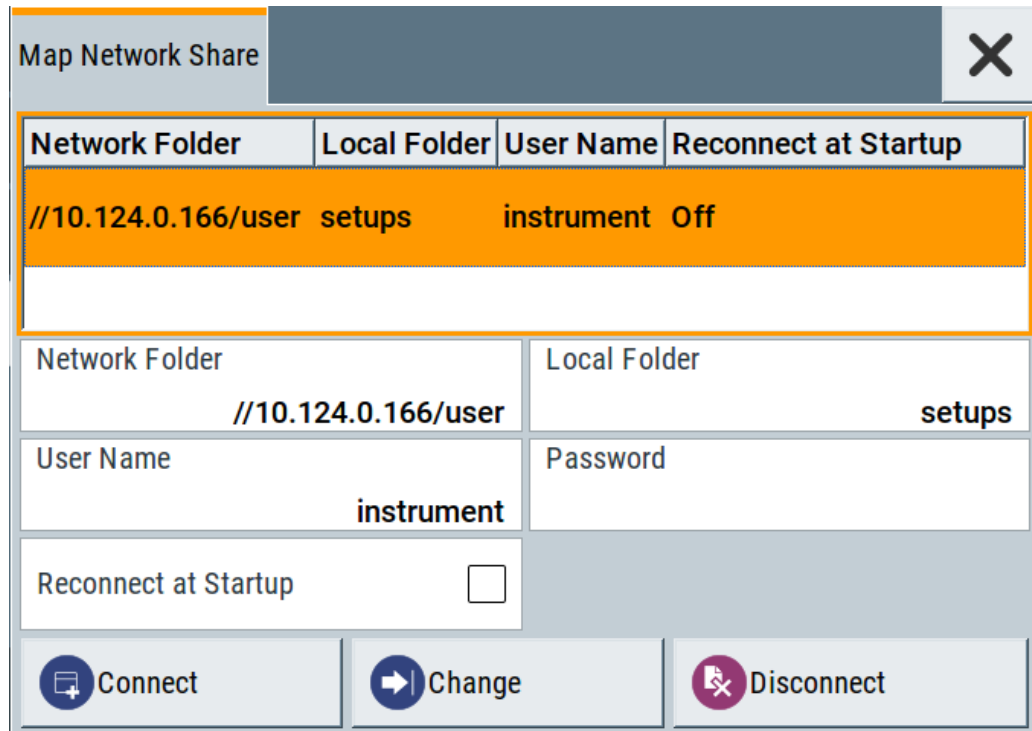 Map Network Share
Network Folder Local Folder User Name Reconnect at Startup
//10.124.0.166/user setups instrument Off
Network Folder Local Folder
//10.124.0.166/user setups
User Name Password
instrument
Reconnect at Startup
Connect Change Disconnect